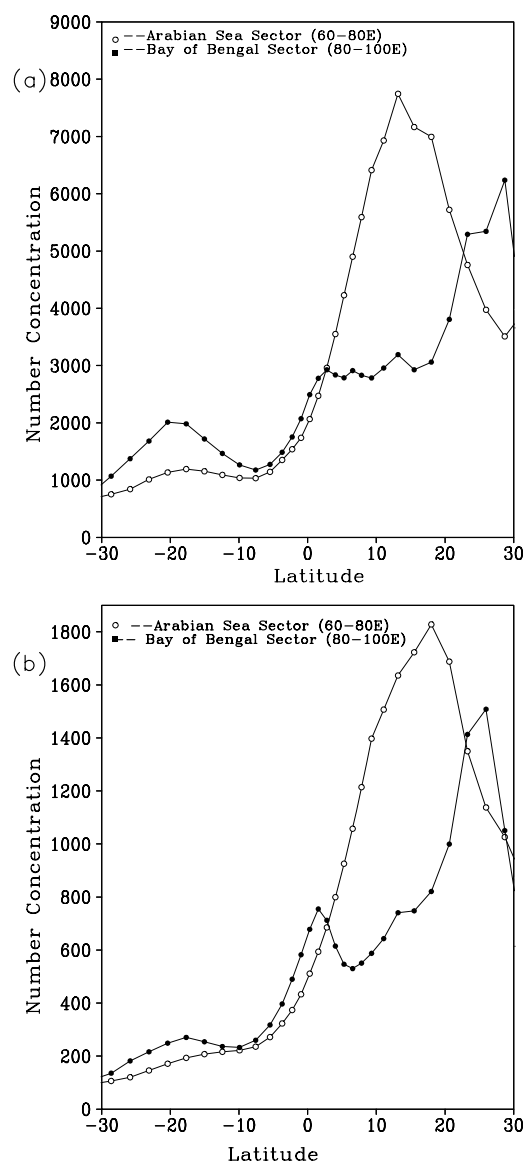 9000
○ --Arabian Sea Sector (60-80E)
■ --Bay of Bengal Sector (80-100E)
(a)
8000
7000
6000
5000
4000
3000
2000
1000
0
Number Concentration
-30 -20 -10 0 10 20 30
Latitude
○ --Arabian Sea Sector (60-80E)
■-- Bay of Bengal Sector (80-100E)
1800
(b)
1600
1400
1200
1000
800
600
400
200
0
Number Concentration
-30 -20 -10 0 10 20 30
Latitude